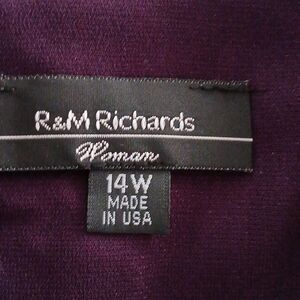 R&M Richards
Woman
14W
MADE
IN USA